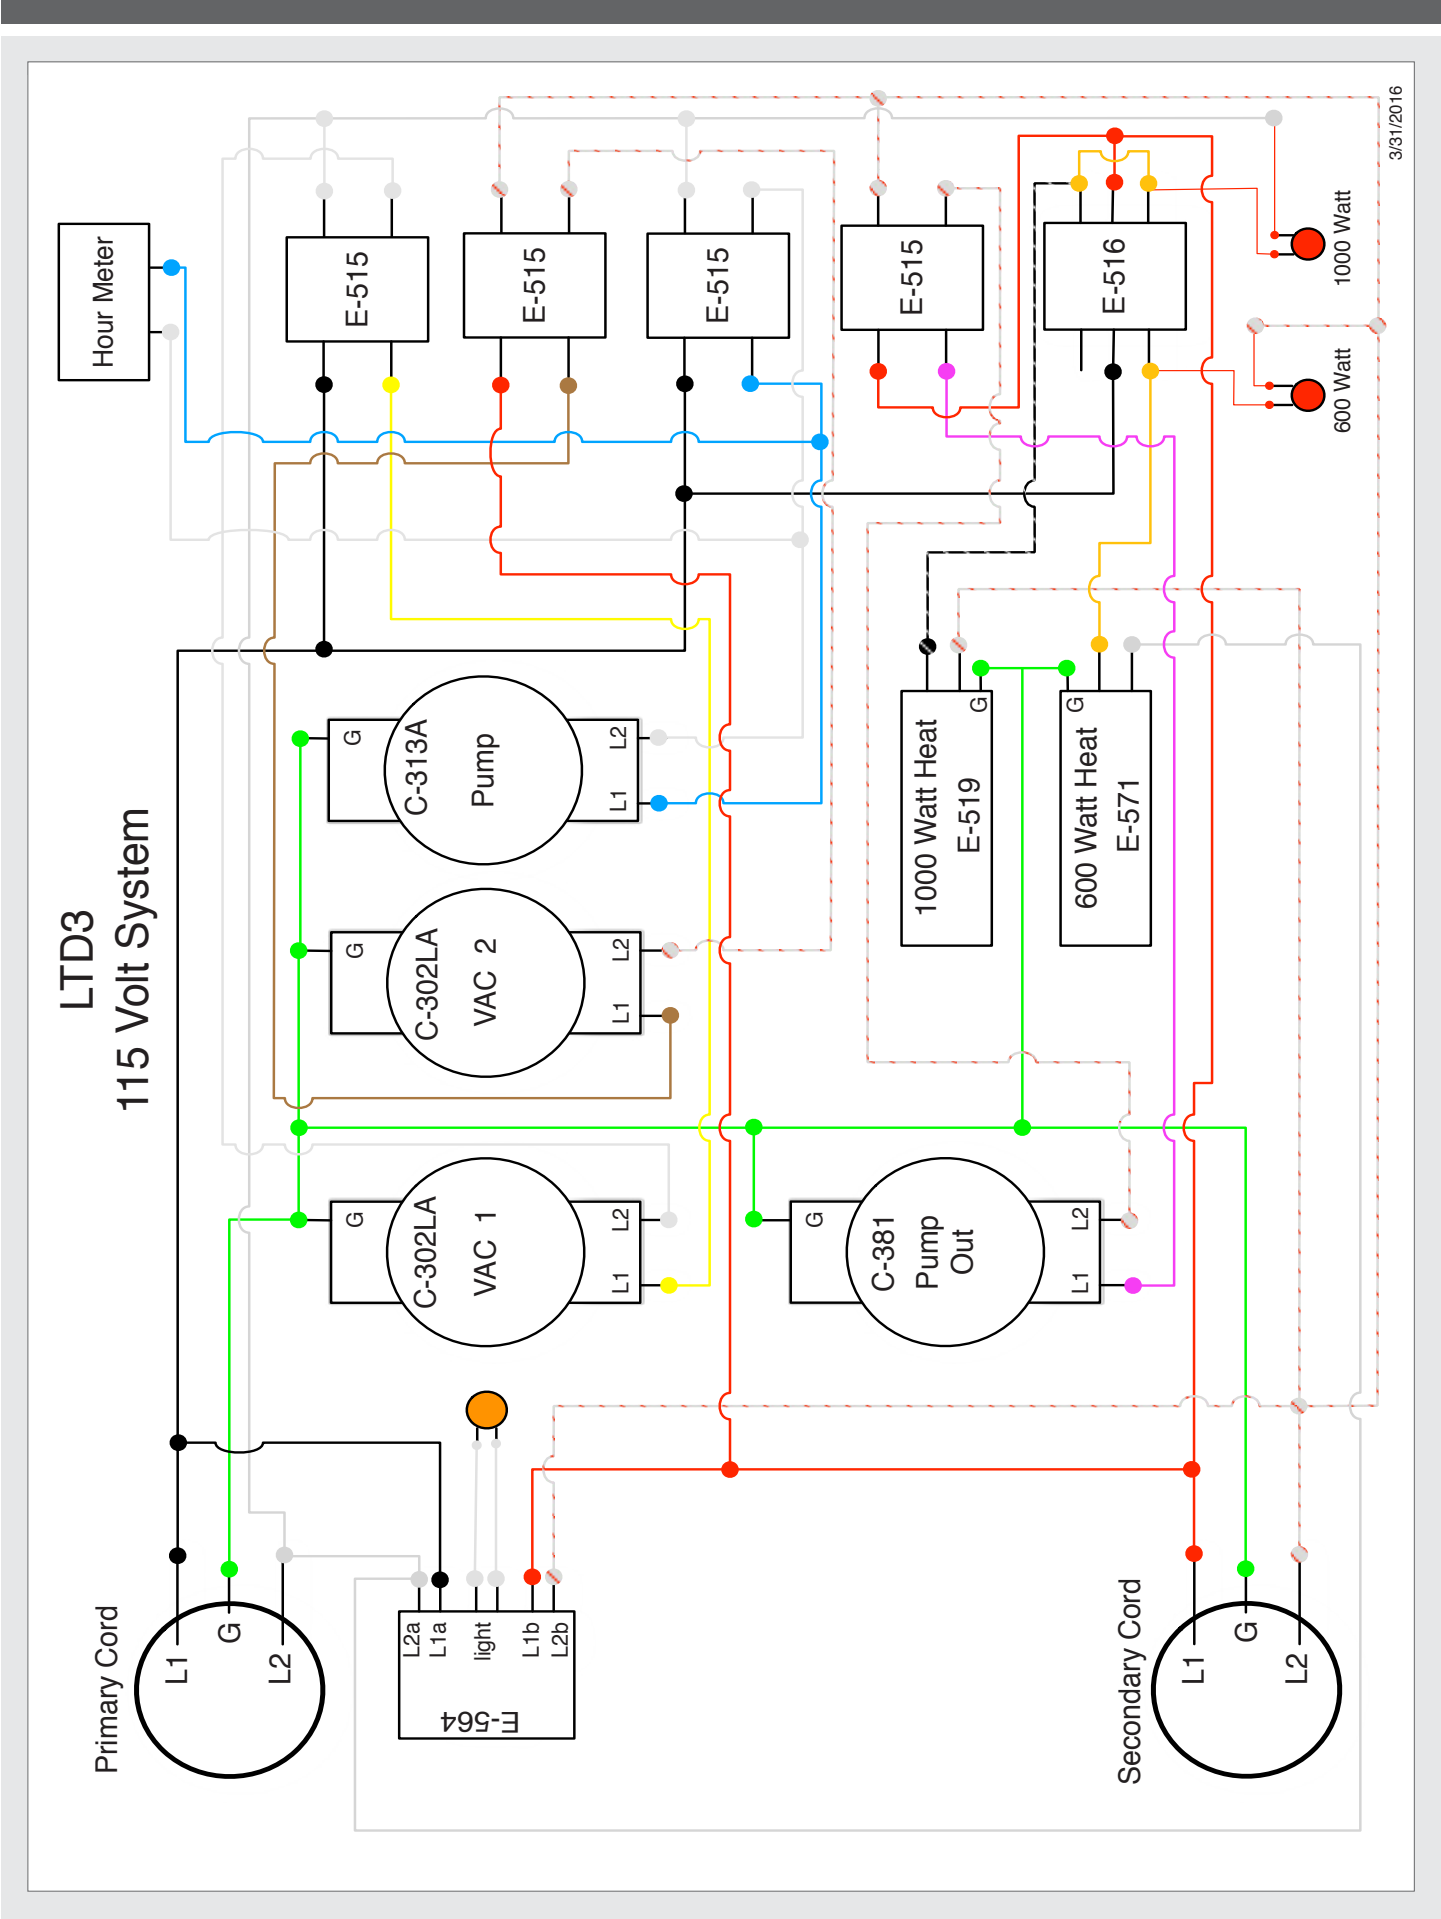 LTD3
115 Volt System
Hour Meter
E-515
E-515
E-515
E-515
E-516
3/31/2016
1000 Watt
600 Watt
G
C-313A
Pump
L1
L2
G
C-302LA
VAC 2
L1
L2
G
C-302LA
VAC 1
L1
L2
1000 Watt Heat
E-519
G
600 Watt Heat
E-571
G
G
C-381
Pump
Out
L1
L2
Primary Cord
L1
G
L2
L2a
L1a
light
L1b
L2b
E-564
Secondary Cord
L1
G
L2